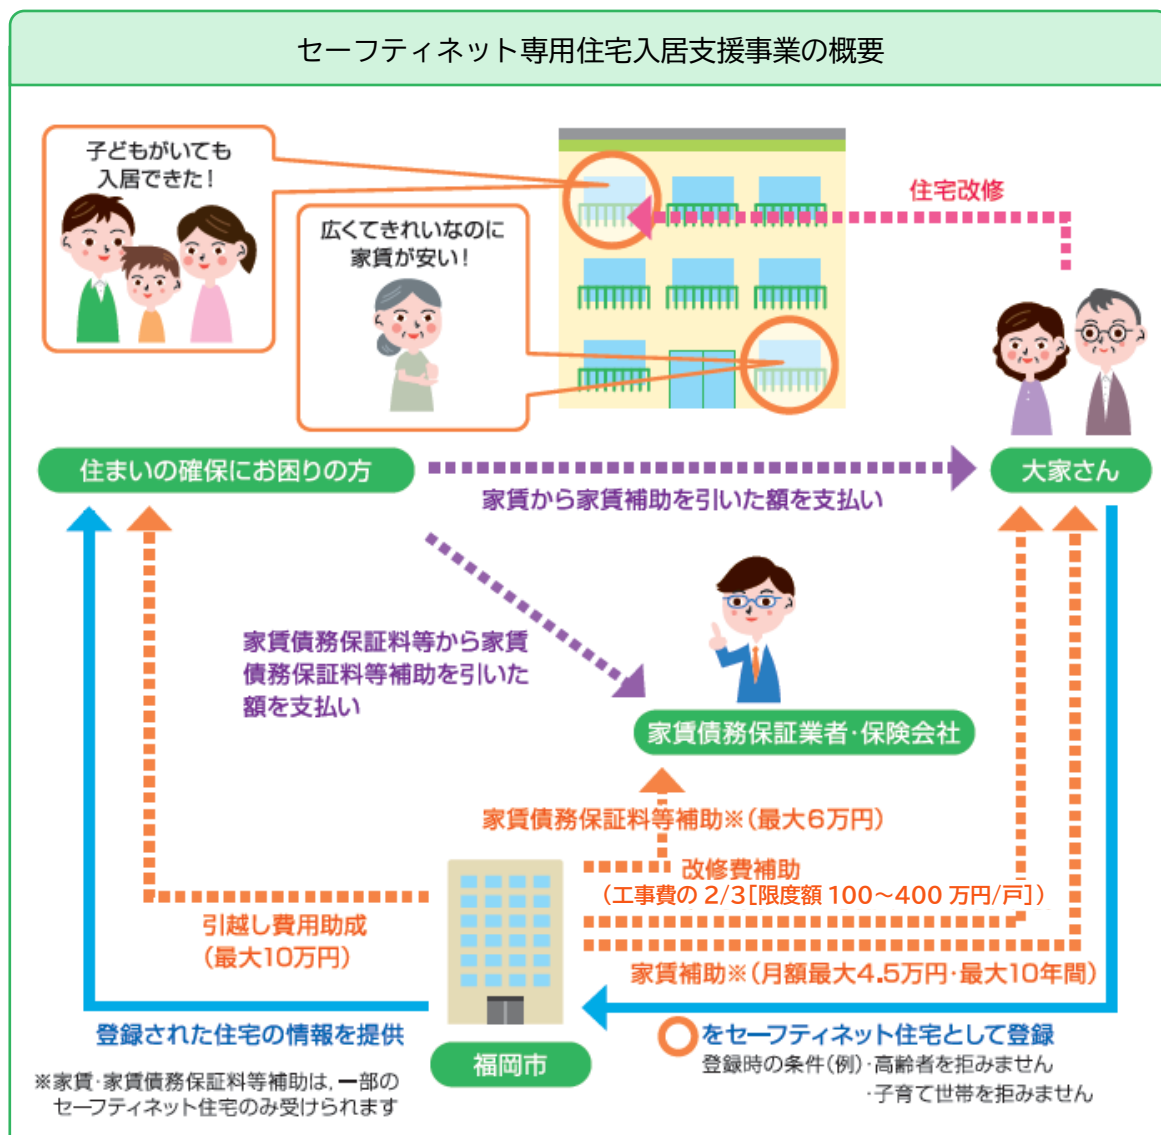 セーフティネット専用住宅入居支援事業の概要
子どもがいても
入居できた！
広くてきれいなのに
家賃が安い！
住宅改修
住まいの確保にお困りの方
大家さん
家賃から家賃補助を引いた額を支払い
家賃債務保証料等から家賃
債務保証料等補助を引いた
額を支払い
家賃債務保証業者・保険会社
家賃債務保証料等補助※（最大6万円）
改修費補助
（工事費の 2/3［限度額 100～400 万円/戸］）
引越し費用助成
（最大10万円）
家賃補助※（月額最大4.5万円・最大10年間）
登録された住宅の情報を提供
をセーフティネット住宅として登録
登録時の条件（例）・高齢者を拒みません
・子育て世帯を拒みません
福岡市
※家賃・家賃債務保証料等補助は、一部の
セーフティネット住宅のみ受けられます